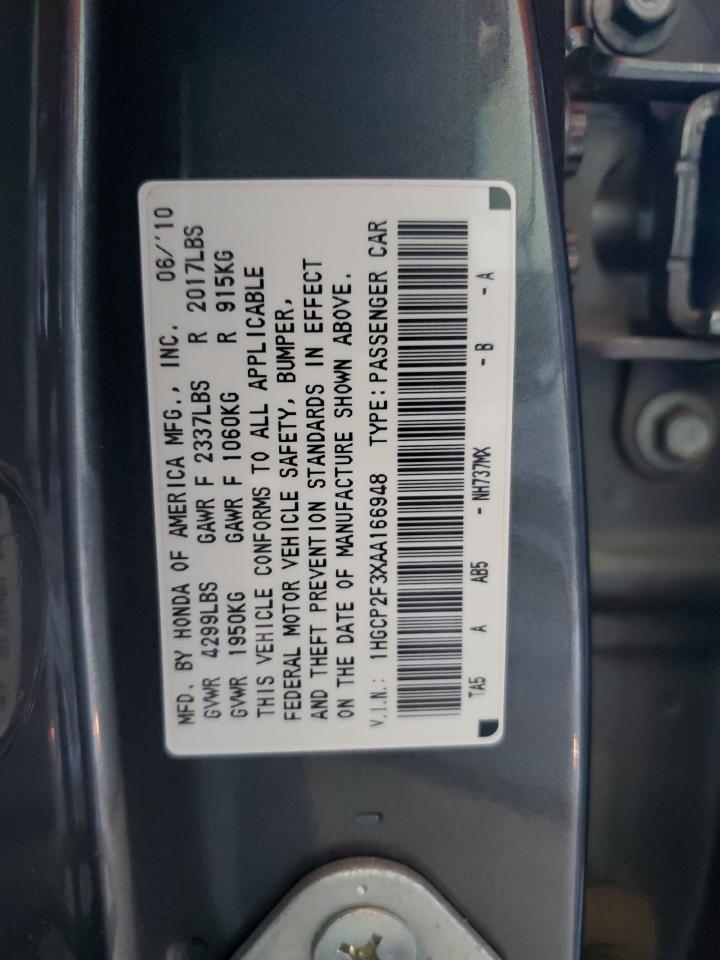 MFD. BY HONDA OF AMERICA MFG., INC. 06/'10
GVWR 4299LBS GAWR F 2337LBS R 2017LBS
GVWR 1950KG GAWR F 1060KG R 915KG
THIS VEHICLE CONFORMS TO ALL APPLICABLE
FEDERAL MOTOR VEHICLE SAFETY, BUMPER,
AND THEFT PREVENTION STANDARDS IN EFFECT
ON THE DATE OF MANUFACTURE SHOWN ABOVE.
V.I.N.: 1HGCP2F3XAA166948 TYPE:PASSENGER CAR
TA5 A AB5 - NH737MX - B - A